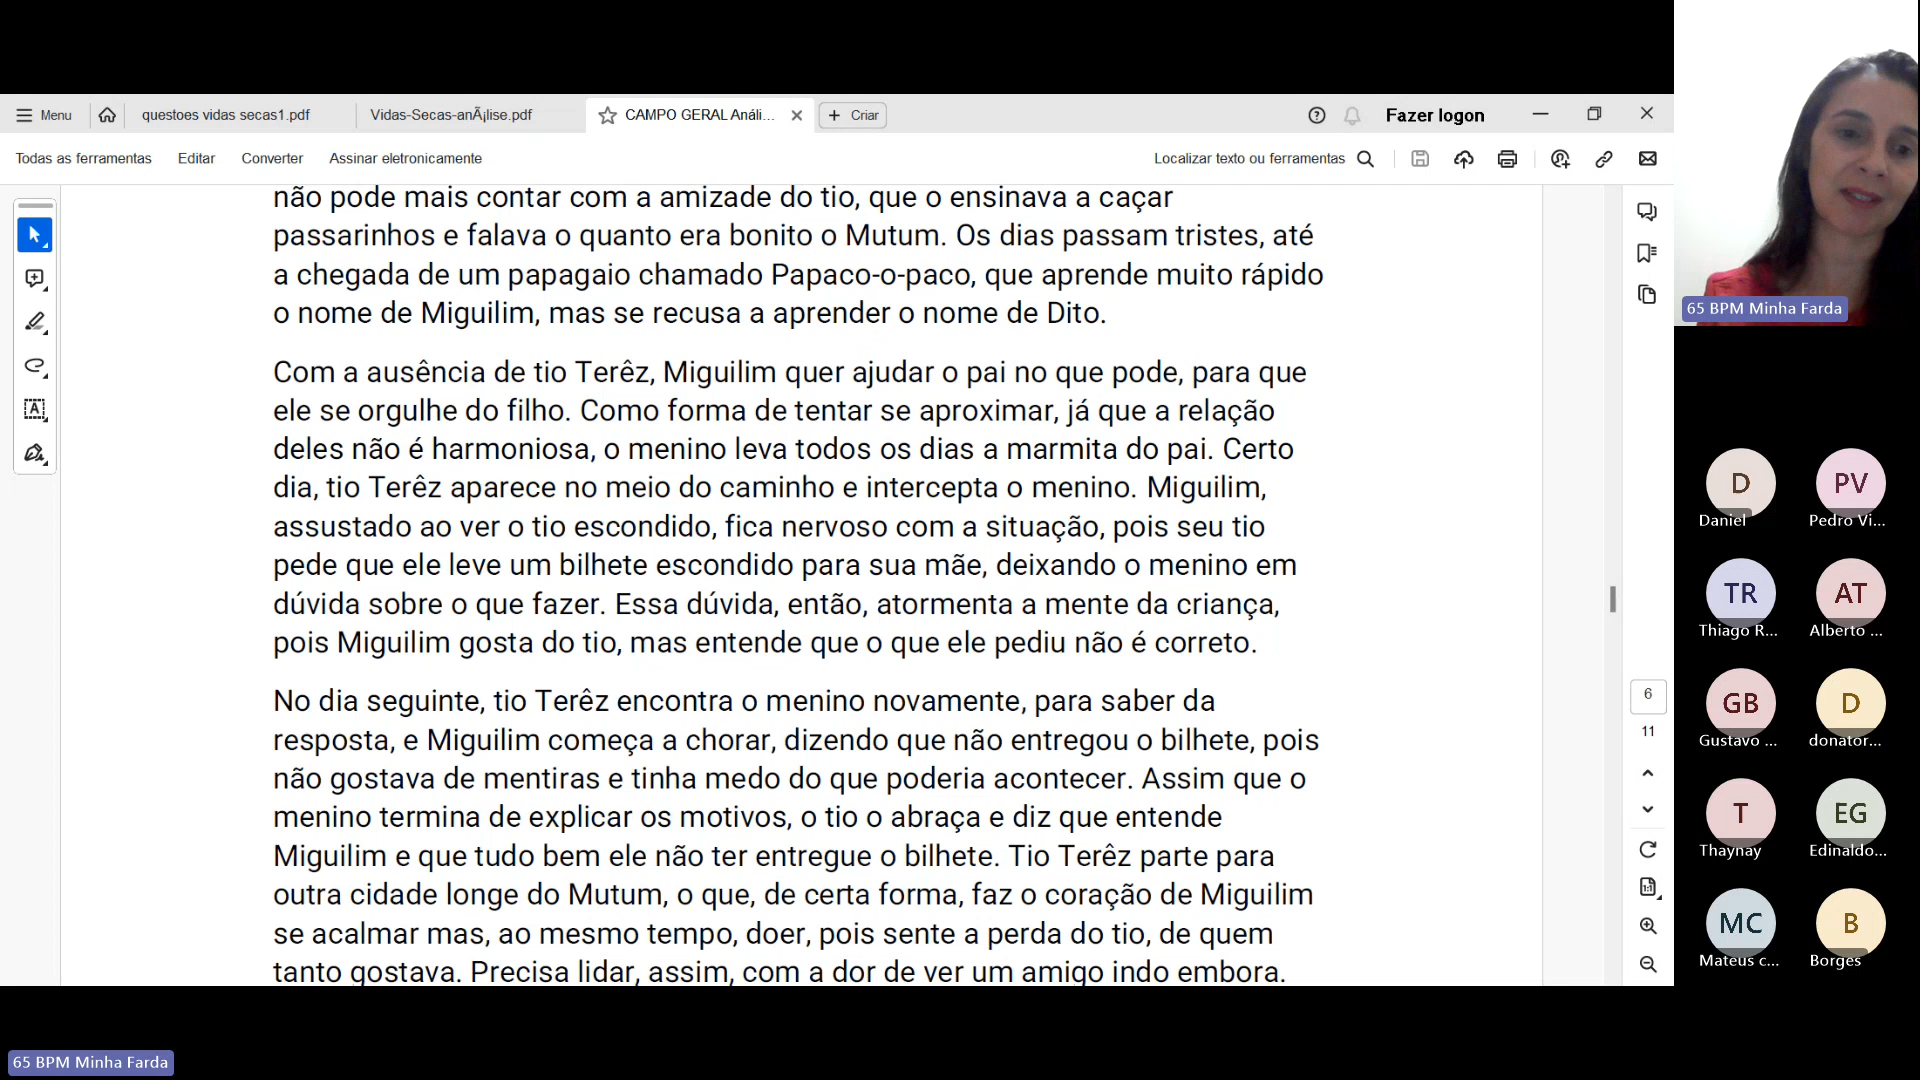 Menu
questoes vidas secas1.pdf
Vidas-Secas-anÃ¡lise.pdf
CAMPO GERAL Análi...
Criar
Fazer logon
Todas as ferramentas
Editar
Converter
Assinar eletronicamente
Localizar texto ou ferramentas
não pode mais contar com a amizade do tio, que o ensinava a caçar
passarinhos e falava o quanto era bonito o Mutum. Os dias passam tristes, até
a chegada de um papagaio chamado Papaco-o-paco, que aprende muito rápido
o nome de Miguilim, mas se recusa a aprender o nome de Dito.
Com a ausência de tio Terêz, Miguilim quer ajudar o pai no que pode, para que
ele se orgulhe do filho. Como forma de tentar se aproximar, já que a relação
deles não é harmoniosa, o menino leva todos os dias a marmita do pai. Certo
dia, tio Terêz aparece no meio do caminho e intercepta o menino. Miguilim,
assustado ao ver o tio escondido, fica nervoso com a situação, pois seu tio
pede que ele leve um bilhete escondido para sua mãe, deixando o menino em
dúvida sobre o que fazer. Essa dúvida, então, atormenta a mente da criança,
pois Miguilim gosta do tio, mas entende que o que ele pediu não é correto.
No dia seguinte, tio Terêz encontra o menino novamente, para saber da
resposta, e Miguilim começa a chorar, dizendo que não entregou o bilhete, pois
não gostava de mentiras e tinha medo do que poderia acontecer. Assim que o
menino termina de explicar os motivos, o tio o abraça e diz que entende
Miguilim e que tudo bem ele não ter entregue o bilhete. Tio Terêz parte para
outra cidade longe do Mutum, o que, de certa forma, faz o coração de Miguilim
se acalmar mas, ao mesmo tempo, doer, pois sente a perda do tio, de quem
tanto gostava. Precisa lidar, assim, com a dor de ver um amigo indo embora.
6
11
1:1
65 BPM Minha Farda
D
Daniel
PV
Pedro Vi...
TR
Thiago R...
AT
Alberto ...
GB
Gustavo ...
D
donator...
T
Thaynay
EG
Edinaldo...
MC
Mateus c...
B
Borges
65 BPM Minha Farda